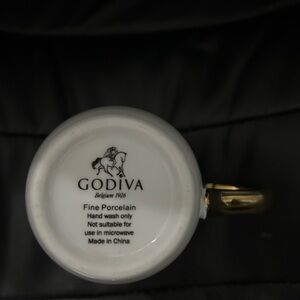 GODIVA
Belgium 1926
Fine Porcelain
Hand wash only
Not suitable for
use in microwave
Made in China